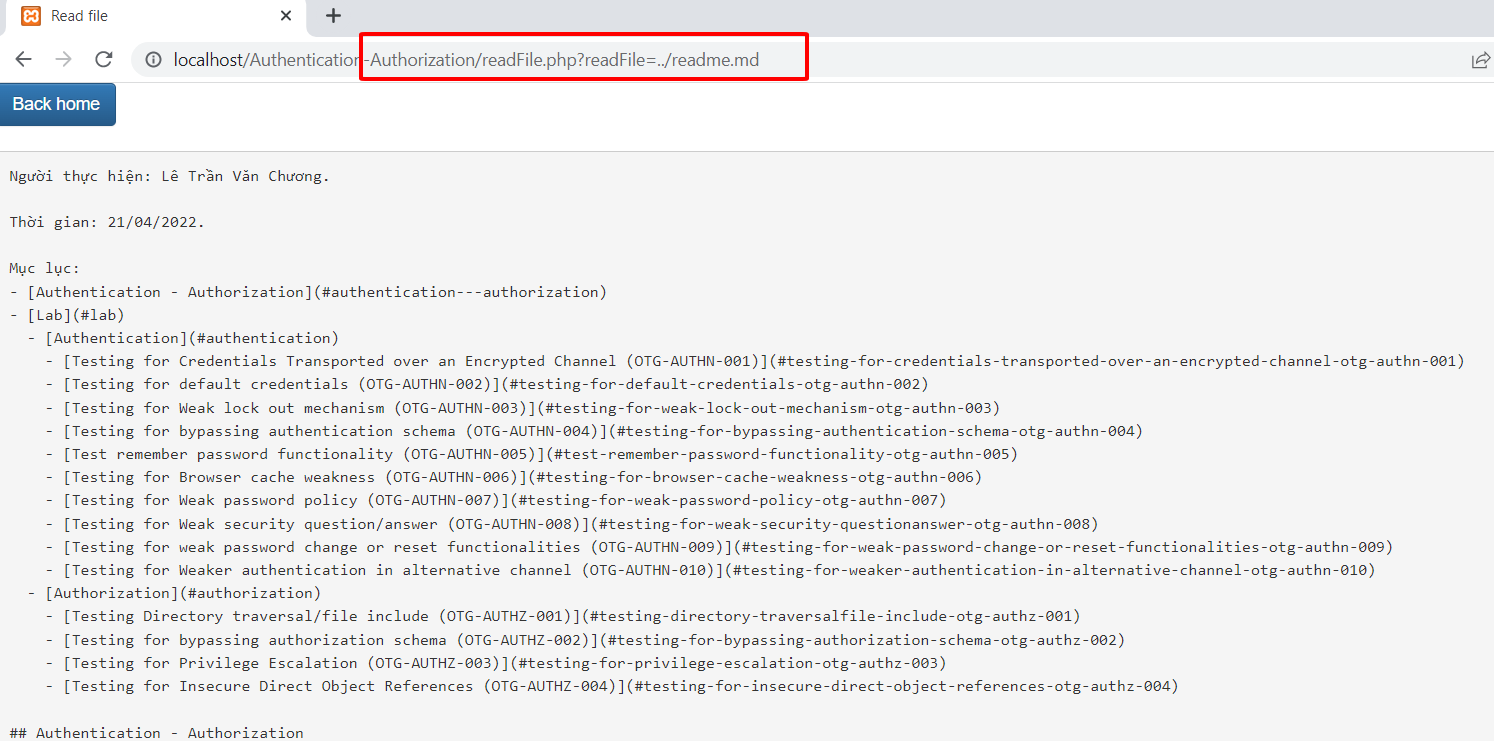 Read file
localhost/Authentication-Authorization/readFile.php?readFile=../readme.md
Back home
Người thực hiện: Lê Trần Văn Chương.
Thời gian: 21/04/2022.
Mục lục:
- [Authentication - Authorization](#authentication---authorization)
- [Lab](#lab)
- [Authentication](#authentication)
- [Testing for Credentials Transported over an Encrypted Channel (OTG-AUTHN-001)](#testing-for-credentials-transported-over-an-encrypted-channel-otg-authn-001)
- [Testing for default credentials (OTG-AUTHN-002)](#testing-for-default-credentials-otg-authn-002)
- [Testing for Weak lock out mechanism (OTG-AUTHN-003)](#testing-for-weak-lock-out-mechanism-otg-authn-003)
- [Testing for bypassing authentication schema (OTG-AUTHN-004)](#testing-for-bypassing-authentication-schema-otg-authn-004)
- [Test remember password functionality (OTG-AUTHN-005)](#test-remember-password-functionality-otg-authn-005)
- [Testing for Browser cache weakness (OTG-AUTHN-006)](#testing-for-browser-cache-weakness-otg-authn-006)
- [Testing for Weak password policy (OTG-AUTHN-007)](#testing-for-weak-password-policy-otg-authn-007)
- [Testing for Weak security question/answer (OTG-AUTHN-008)](#testing-for-weak-security-questionanswer-otg-authn-008)
- [Testing for weak password change or reset functionalities (OTG-AUTHN-009)](#testing-for-weak-password-change-or-reset-functionalities-otg-authn-009)
- [Testing for Weaker authentication in alternative channel (OTG-AUTHN-010)](#testing-for-weaker-authentication-in-alternative-channel-otg-authn-010)
- [Authorization](#authorization)
- [Testing Directory traversal/file include (OTG-AUTHZ-001)](#testing-directory-traversalfile-include-otg-authz-001)
- [Testing for bypassing authorization schema (OTG-AUTHZ-002)](#testing-for-bypassing-authorization-schema-otg-authz-002)
- [Testing for Privilege Escalation (OTG-AUTHZ-003)](#testing-for-privilege-escalation-otg-authz-003)
- [Testing for Insecure Direct Object References (OTG-AUTHZ-004)](#testing-for-insecure-direct-object-references-otg-authz-004)
## Authentication - Authorization